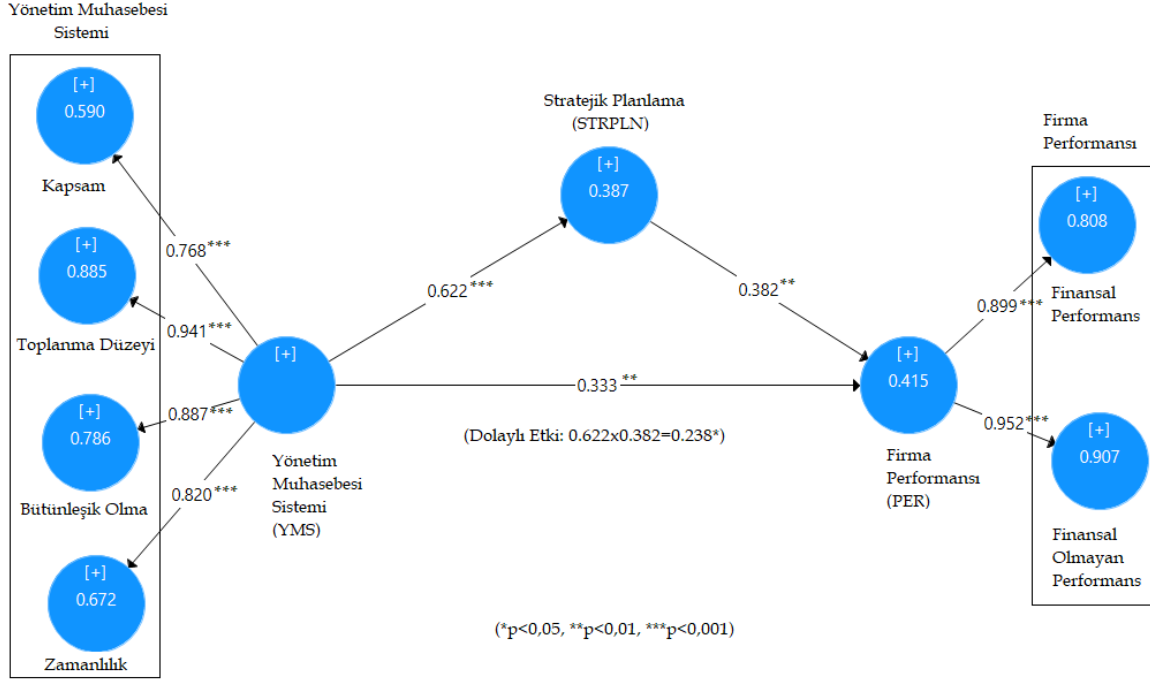 Yönetim Muhasebesi
Sistemi
[+]
0.590
Kapsam
0.768***
[+]
0.885
Toplanma Düzeyi
0.941***
[+]
0.786
Bütünleşik Olma
0.887***
[+]
0.672
Zamanlılık
0.820***
[+]
Yönetim
Muhasebesi
Sistemi
(YMS)
Stratejik Planlama
(STRPLN)
[+]
0.387
0.622***
0.382**
0.333**
(Dolaylı Etki: 0.622x0.382=0.238*)
[+]
0.415
Firma
Performansı
(PER)
Firma
Performansı
[+]
0.808
0.899***
Finansal
Performans
0.952***
[+]
0.907
Finansal
Olmayan
Performans
(*p<0,05, **p<0,01, ***p<0,001)